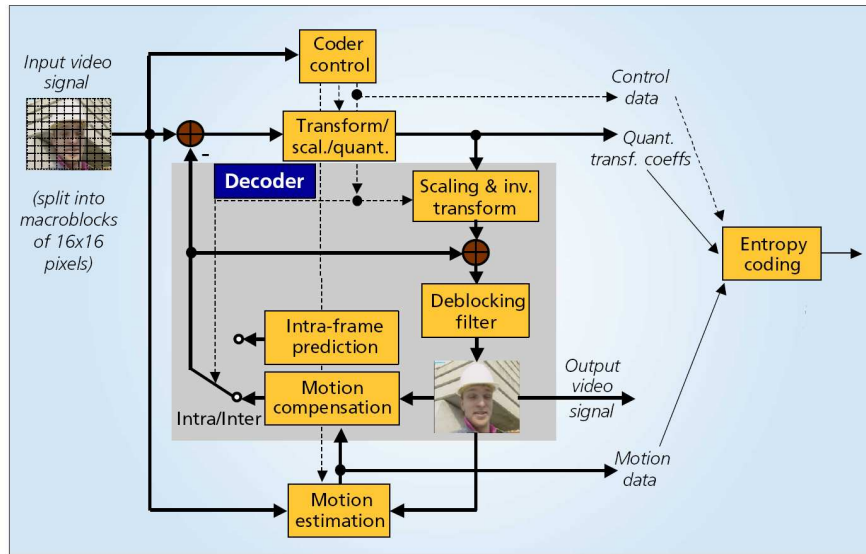 Input video
signal
(split into
macroblocks
of 16x16
pixels)
Coder
control
Control
data
Transform/
scal./quant.
Quant.
transf. coeffs
-
Decoder
Scaling & inv.
transform
Entropy
coding
Deblocking
filter
Intra-frame
prediction
Motion
compensation
Intra/Inter
Output
video
signal
Motion
data
Motion
estimation